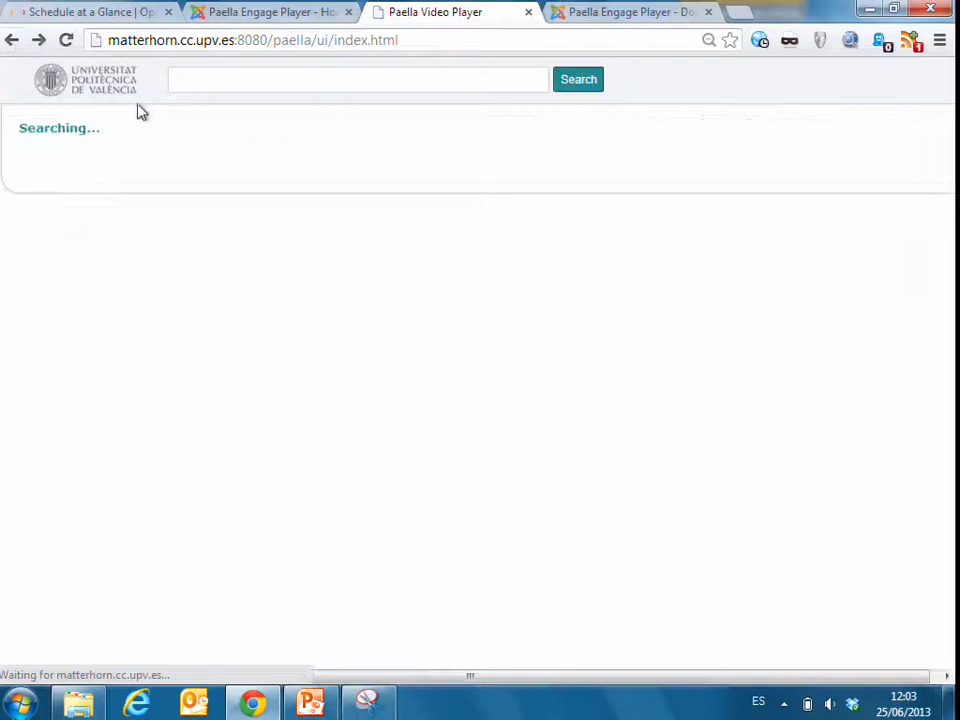 Schedule at a Glance | Op
Paella Engage Player - Ho
Paella Video Player
Paella Engage Player - Do
matterhorn.cc.upv.es:8080/paella/ui/index.html
0
1
UNIVERSITAT
POLITÈCNICA
DE VALÈNCIA
Search
Searching...
Waiting for matterhorn.cc.upv.es...
ES
12:03
25/06/2013